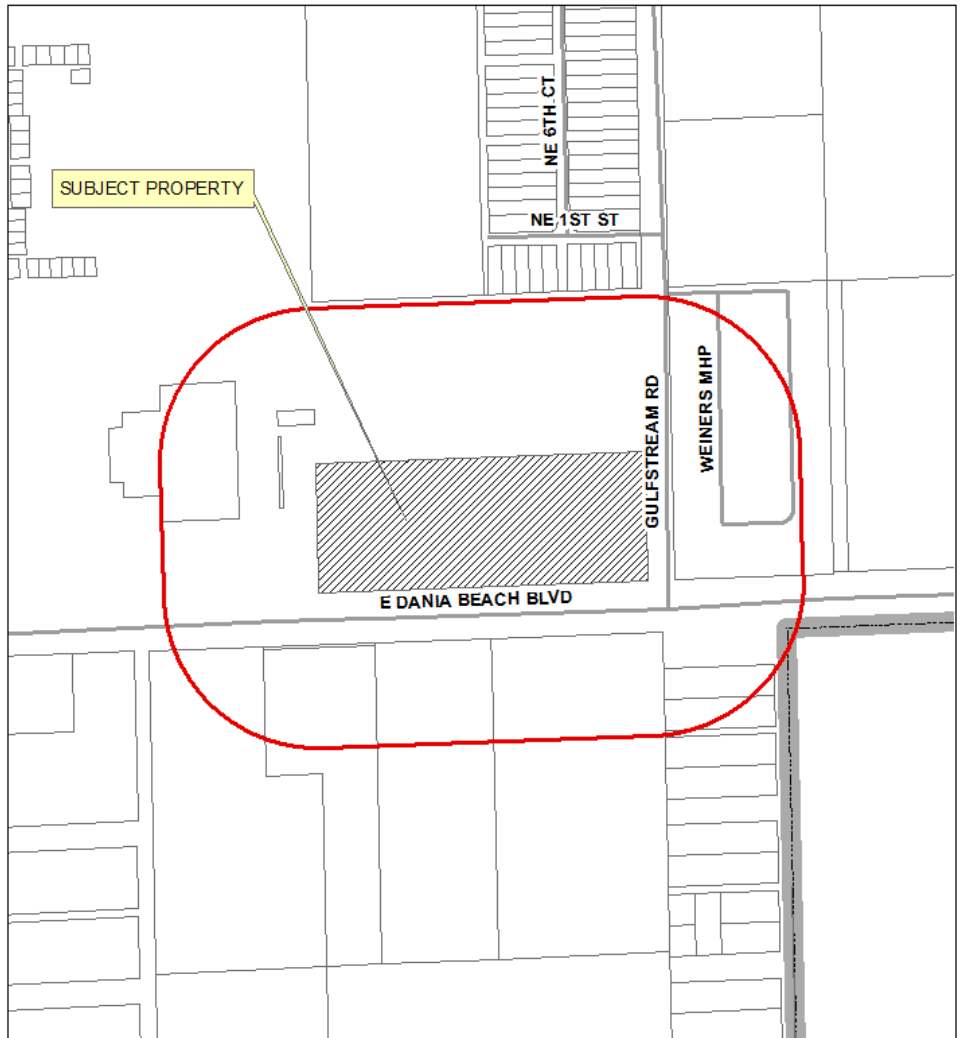 NE 6TH CT
SUBJECT PROPERTY
NE 1ST ST
WEINERS MHP
GULFSTREAM RD
E DANIA BEACH BLVD